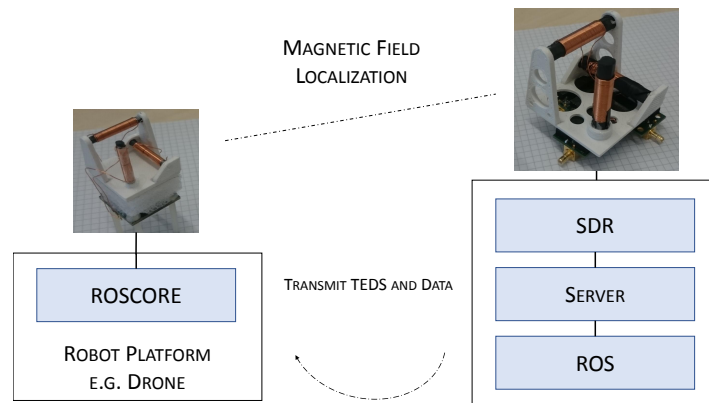 MAGNETIC FIELD
LOCALIZATION
SDR
ROSCORE
TRANSMIT TEDS AND DATA
SERVER
ROBOT PLATFORM
E.G. DRONE
ROS